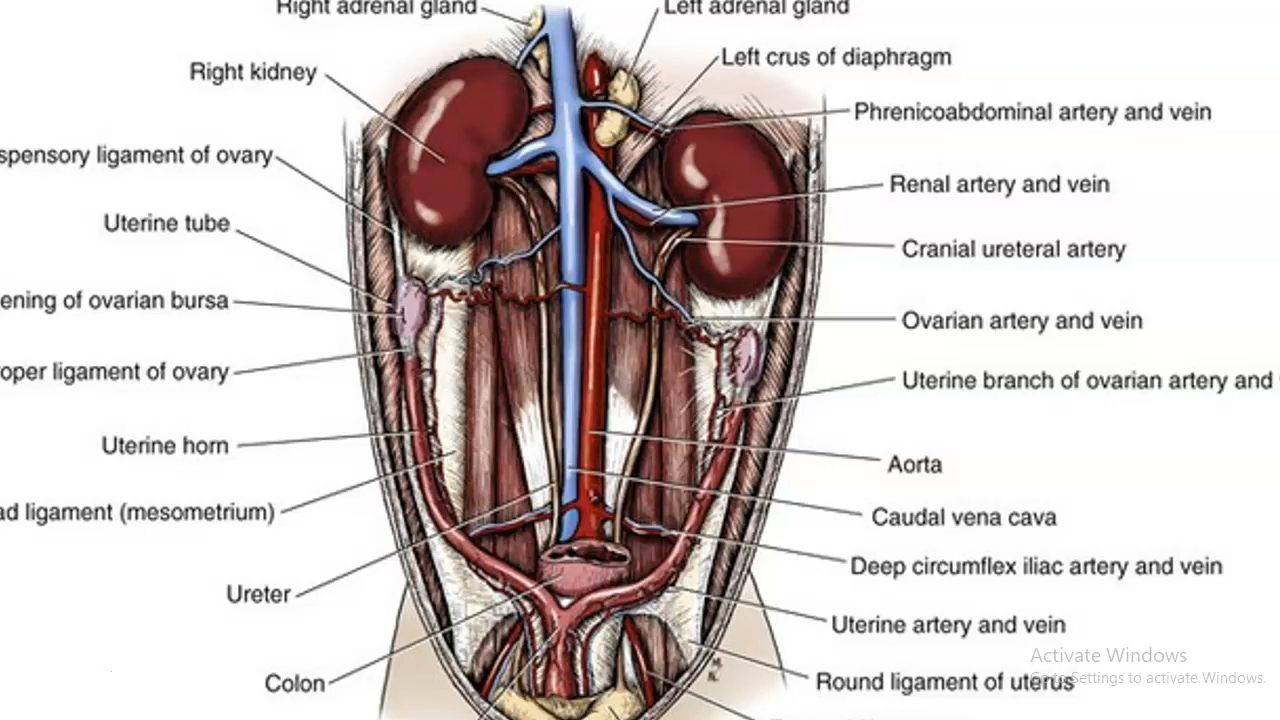 Right adrenal gland
Left adrenal gland
Left crus of diaphragm
Right kidney
Phrenicoabdominal artery and vein
spensory ligament of ovary
Renal artery and vein
Uterine tube
Cranial ureteral artery
ening of ovarian bursa
Ovarian artery and vein
roper ligament of ovary
Uterine branch of ovarian artery and
Uterine horn
Aorta
ad ligament (mesometrium)
Caudal vena cava
Deep circumflex iliac artery and vein
Ureter
Uterine artery and vein
Activate Windows
Go to Settings to activate Windows.
Colon
Round ligament of uterus